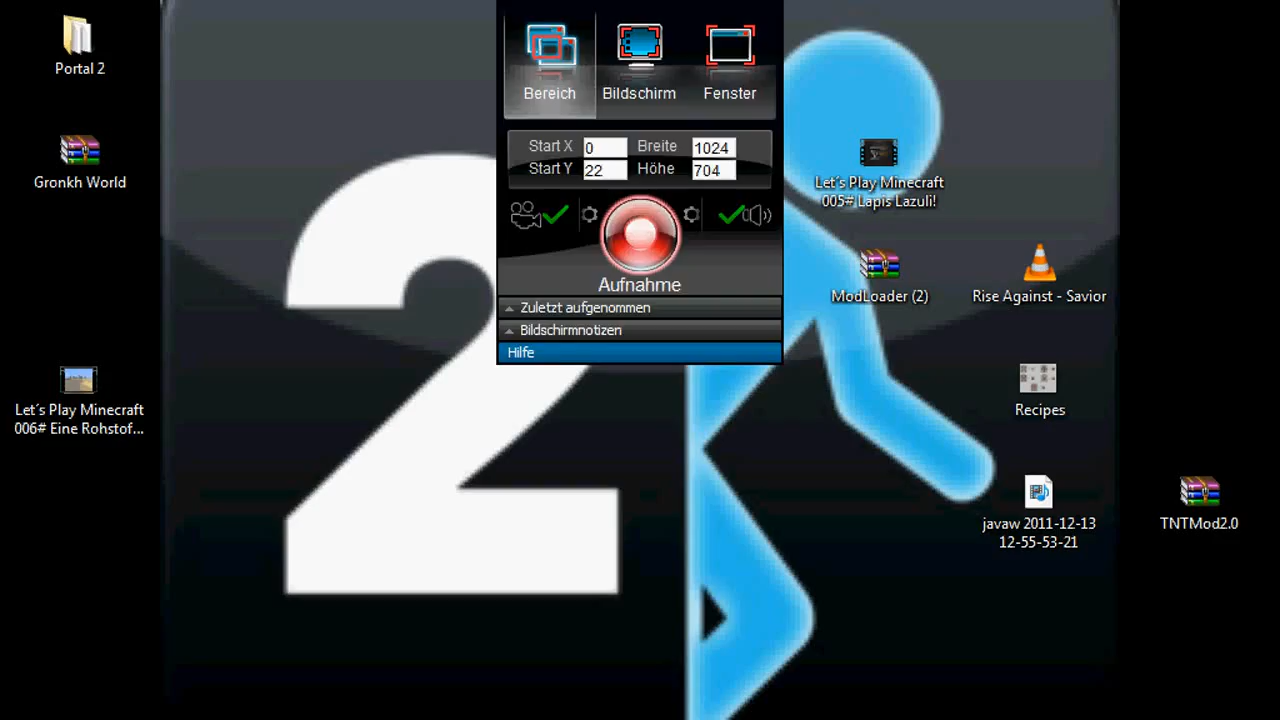 Portal 2
Gronkh World
Let´s Play Minecraft
006# Eine Rohstof...
Bereich
Bildschirm
Fenster
Start X 0 Breite 1024
Start Y 22 Höhe 704
Aufnahme
Zuletzt aufgenommen
Bildschirmnotizen
Hilfe
2
Let´s Play Minecraft
005# Lapis Lazuli!
ModLoader (2)
Rise Against - Savior
Recipes
javaw 2011-12-13
12-55-53-21
TNTMod2.0